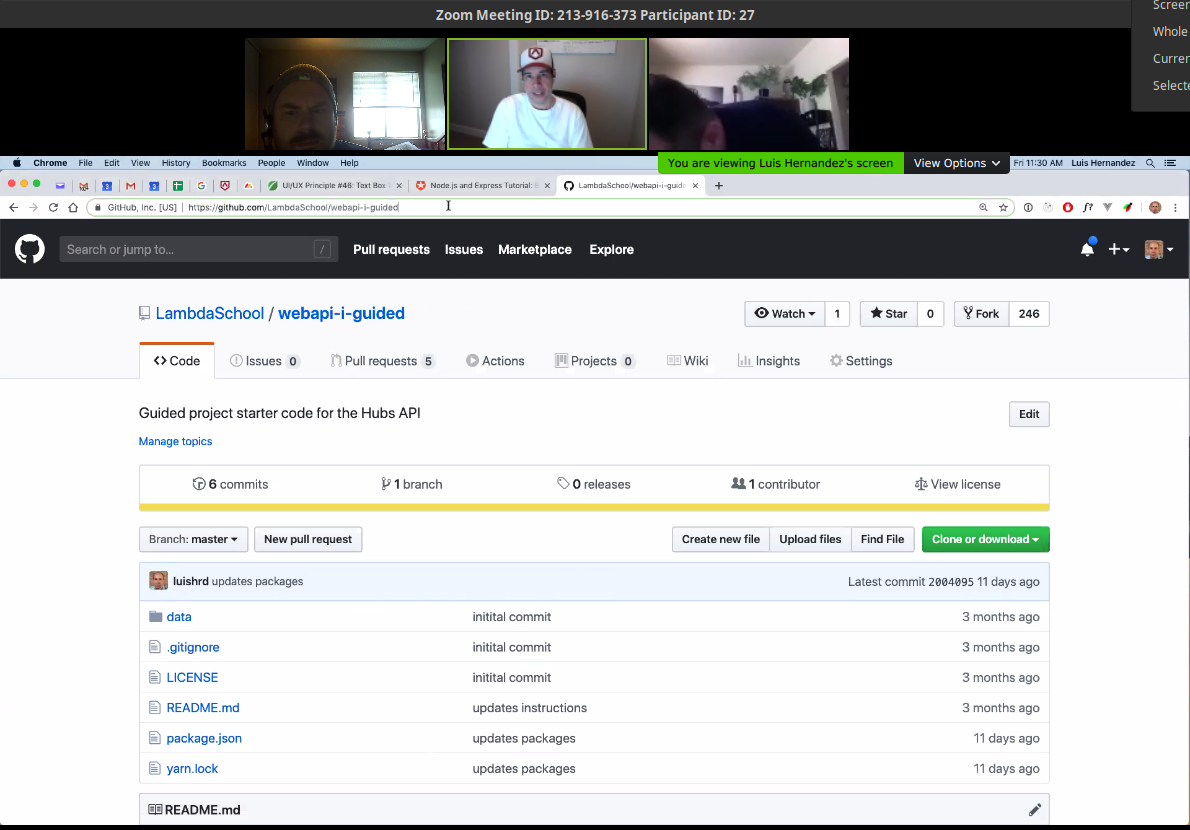 Zoom Meeting ID: 213-916-373 Participant ID: 27
Screen
Whole
Curren
Selecte
Chrome File Edit View History Bookmarks People Window Help
You are viewing Luis Hernandez's screen View Options
Fri 11:30 AM Luis Hernandez
UI/UX Principle #46: Text Box
Node.js and Express Tutorial:
LambdaSchool/webapi-i-guided
GitHub, Inc. [US] | https://github.com/LambdaSchool/webapi-i-guided
Search or jump to... / Pull requests Issues Marketplace Explore
LambdaSchool / webapi-i-guided
Watch 1 Star 0 Fork 246
Code Issues 0 Pull requests 5 Actions Projects 0 Wiki Insights Settings
Guided project starter code for the Hubs API Edit
Manage topics
6 commits 1 branch 0 releases 1 contributor View license
Branch: master New pull request Create new file Upload files Find File Clone or download
luishrd updates packages Latest commit 2004095 11 days ago
data initital commit 3 months ago
.gitignore initital commit 3 months ago
LICENSE initital commit 3 months ago
README.md updates instructions 3 months ago
package.json updates packages 11 days ago
yarn.lock updates packages 11 days ago
README.md